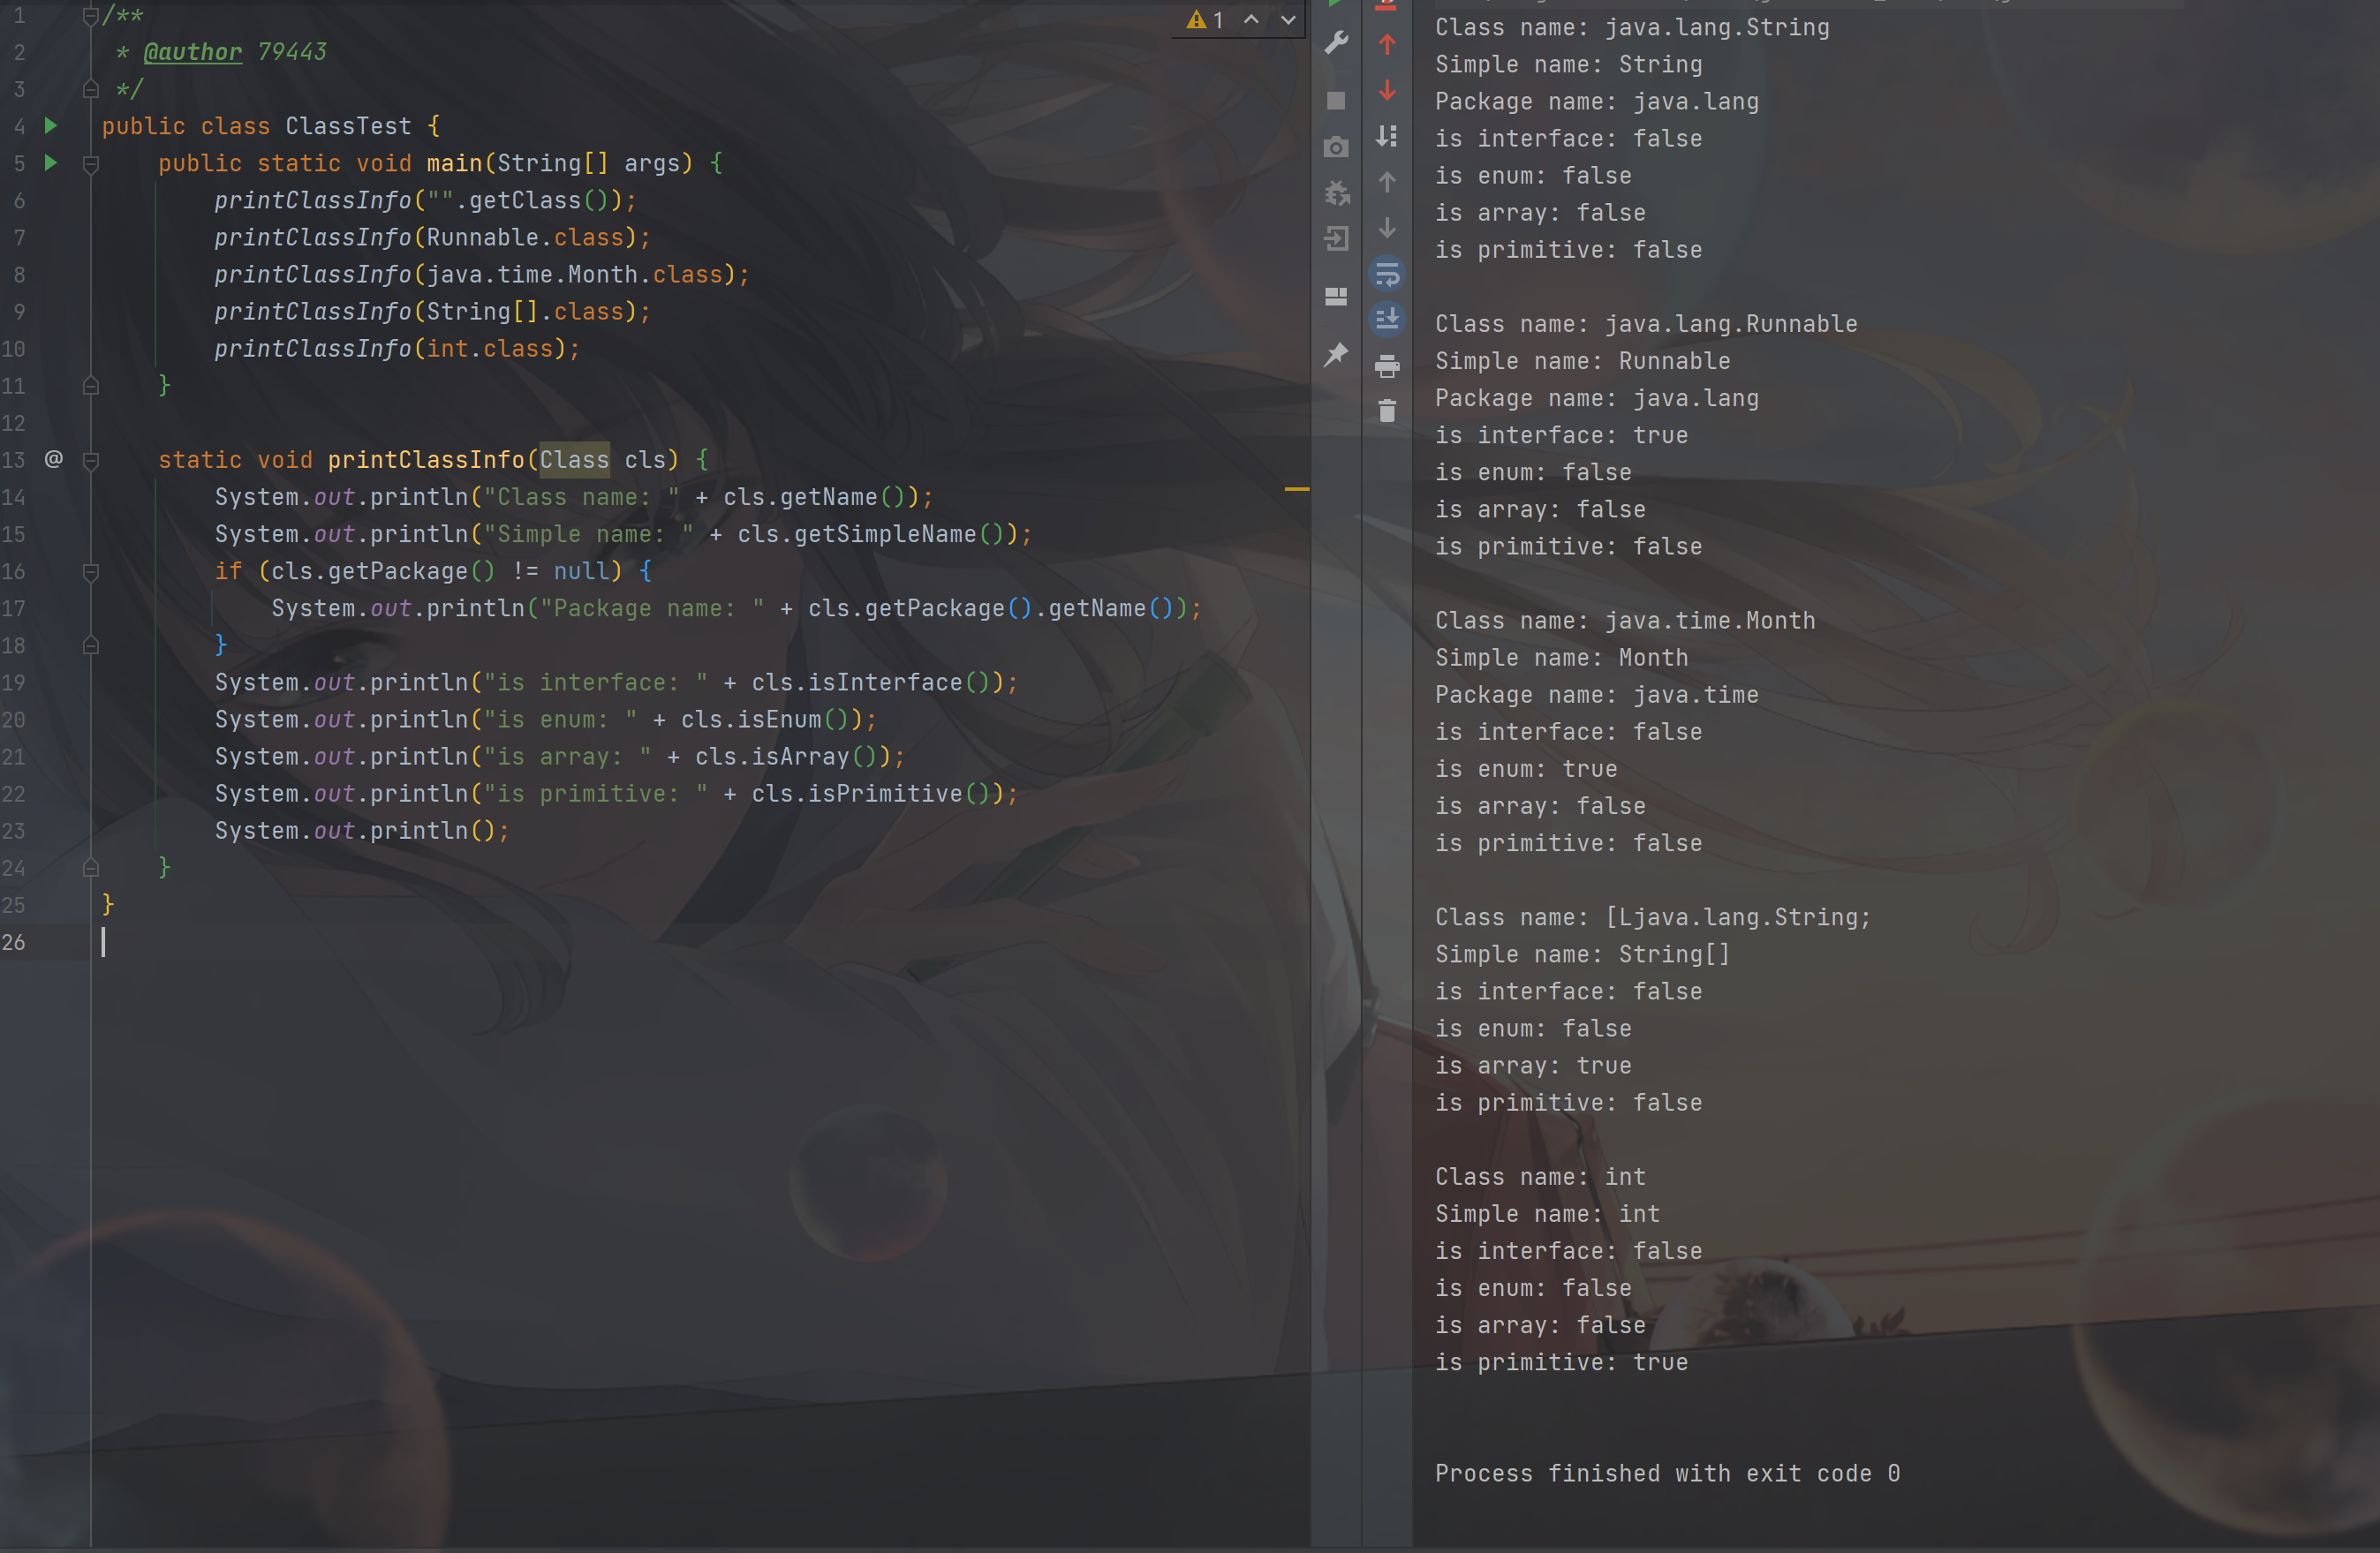 1 /**
2 * @author 79443
3 */
4 public class ClassTest {
5 public static void main(String[] args) {
6 printClassInfo("".getClass());
7 printClassInfo(Runnable.class);
8 printClassInfo(java.time.Month.class);
9 printClassInfo(String[].class);
10 printClassInfo(int.class);
11 }
12
13 @ static void printClassInfo(Class cls) {
14 System.out.println("Class name: " + cls.getName());
15 System.out.println("Simple name: " + cls.getSimpleName());
16 if (cls.getPackage() != null) {
17 System.out.println("Package name: " + cls.getPackage().getName());
18 }
19 System.out.println("is interface: " + cls.isInterface());
20 System.out.println("is enum: " + cls.isEnum());
21 System.out.println("is array: " + cls.isArray());
22 System.out.println("is primitive: " + cls.isPrimitive());
23 System.out.println();
24 }
25 }
26
1
Class name: java.lang.String
Simple name: String
Package name: java.lang
is interface: false
is enum: false
is array: false
is primitive: false
Class name: java.lang.Runnable
Simple name: Runnable
Package name: java.lang
is interface: true
is enum: false
is array: false
is primitive: false
Class name: java.time.Month
Simple name: Month
Package name: java.time
is interface: false
is enum: true
is array: false
is primitive: false
Class name: [Ljava.lang.String;
Simple name: String[]
is interface: false
is enum: false
is array: true
is primitive: false
Class name: int
Simple name: int
is interface: false
is enum: false
is array: false
is primitive: true
Process finished with exit code 0